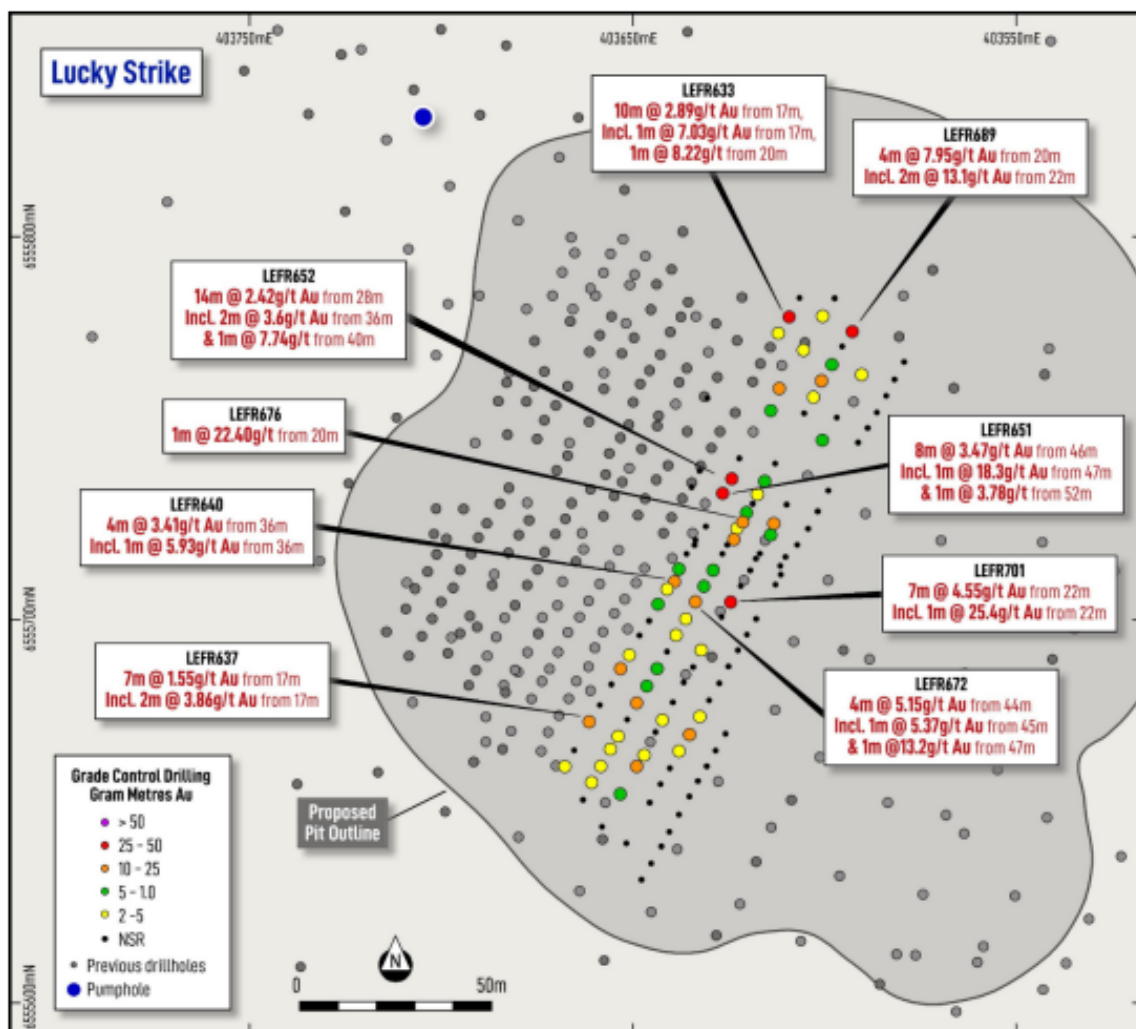 403750mE
403650mE
403550mE
Lucky Strike
LEFR633
10m @ 2.89g/t Au from 17m,
Incl. 1m @ 7.03g/t Au from 17m,
1m @ 8.22g/t from 20m
LEFR689
4m @ 7.95g/t Au from 20m
Incl. 2m @ 13.1g/t Au from 22m
6555800mN
LEFR652
14m @ 2.42g/t Au from 28m
Incl. 2m @ 3.6g/t Au from 36m
& 1m @ 7.74g/t from 40m
LEFR676
1m @ 22.40g/t from 20m
LEFR651
8m @ 3.47g/t Au from 46m
Incl. 1m @ 18.3g/t Au from 47m
& 1m @ 3.78g/t from 52m
LEFR640
4m @ 3.41g/t Au from 36m
Incl. 1m @ 5.93g/t Au from 36m
LEFR701
7m @ 4.55g/t Au from 22m
Incl. 1m @ 25.4g/t Au from 22m
6555700mN
LEFR637
7m @ 1.55g/t Au from 17m
Incl. 2m @ 3.86g/t Au from 17m
LEFR672
4m @ 5.15g/t Au from 44m
Incl. 1m @ 5.37g/t Au from 45m
& 1m @13.2g/t Au from 47m
Grade Control Drilling
Gram Metres Au
> 50
25 - 50
10 - 25
5 - 1.0
2 -5
NSR
Previous drillholes
Pumphole
Proposed
Pit Outline
N
0
50m
6555600mN